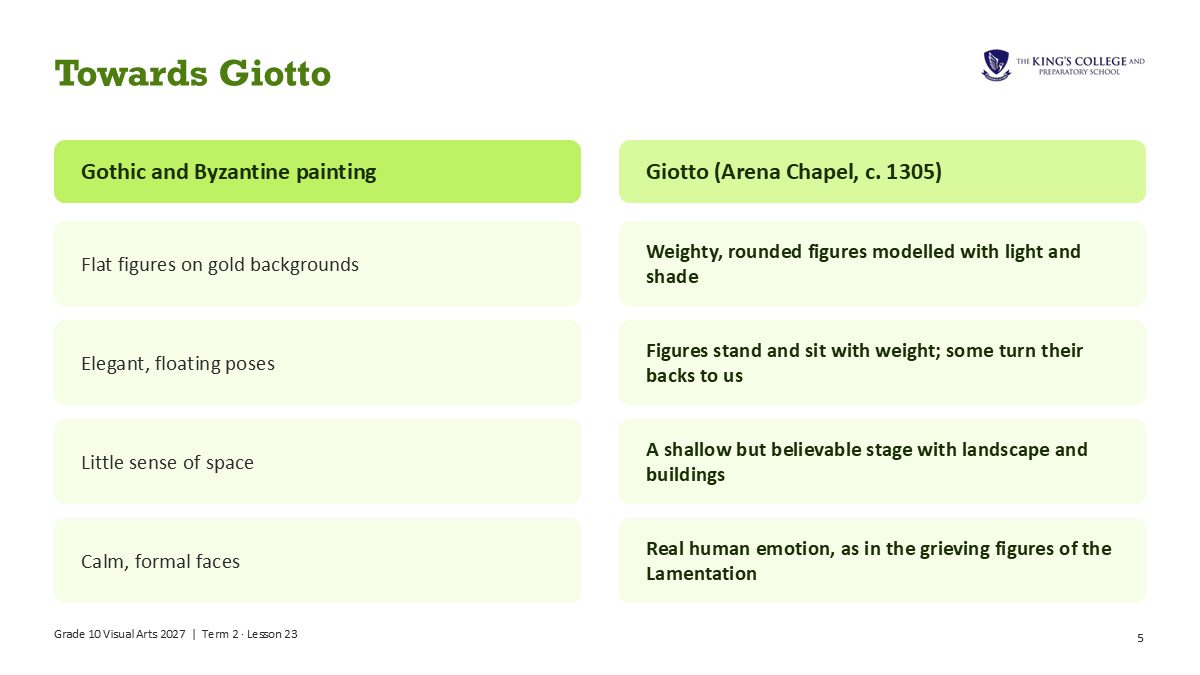 Towards Giotto
THE KING'S COLLEGE AND
PREPARATORY SCHOOL
Gothic and Byzantine painting
Giotto (Arena Chapel, c. 1305)
Flat figures on gold backgrounds
Weighty, rounded figures modelled with light and
shade
Elegant, floating poses
Figures stand and sit with weight; some turn their
backs to us
Little sense of space
A shallow but believable stage with landscape and
buildings
Calm, formal faces
Real human emotion, as in the grieving figures of the
Lamentation
Grade 10 Visual Arts 2027 | Term 2 · Lesson 23
5